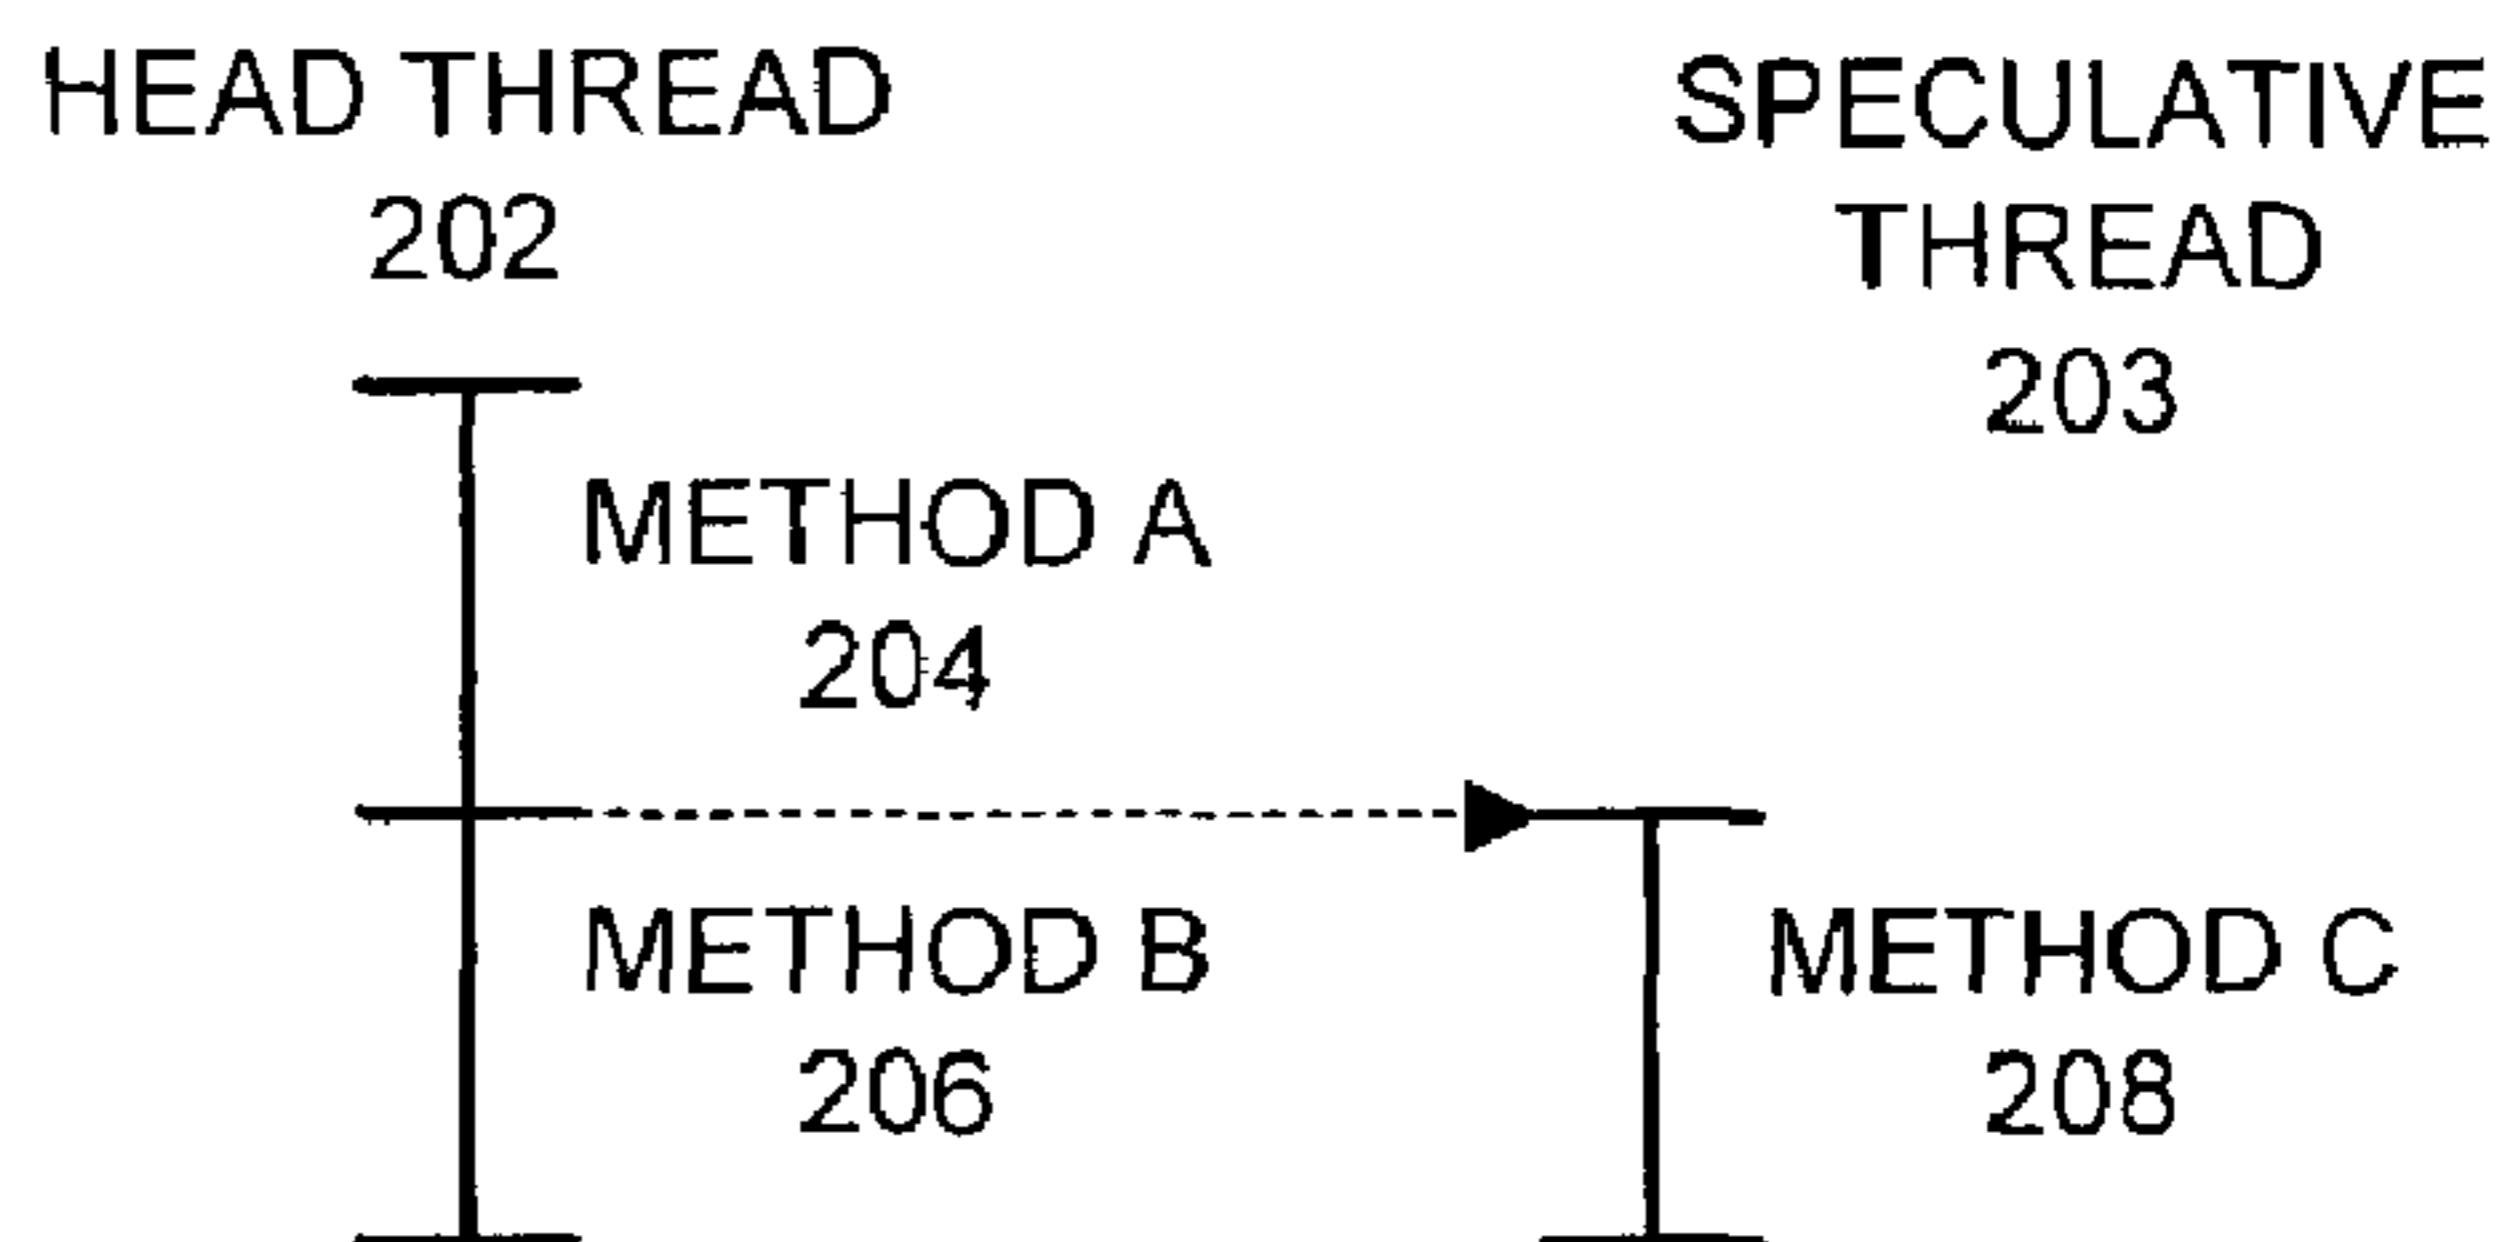 HEAD THREAD
202
SPECULATIVE
THREAD
203
METHOD A
204
METHOD B
206
METHOD C
208